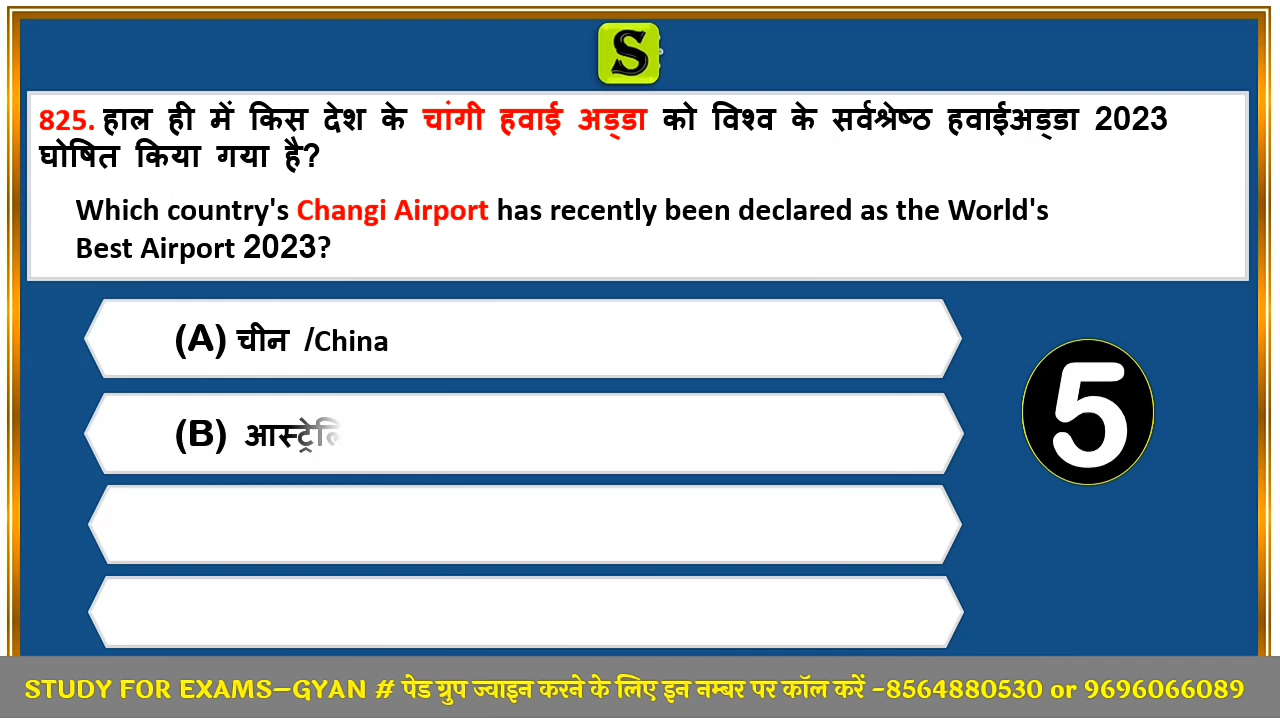 S
825. हाल ही में किस देश के चांगी हवाई अड्डा को विश्व के सर्वश्रेष्ठ हवाईअड्डा 2023
घोषित किया गया है?
Which country's Changi Airport has recently been declared as the World's
Best Airport 2023?
(A) चीन /China
(B) आस्ट्रेलि
5
STUDY FOR EXAMS–GYAN # पेड ग्रुप ज्वाइन करने के लिए इन नम्बर पर कॉल करें -8564880530 or 9696066089